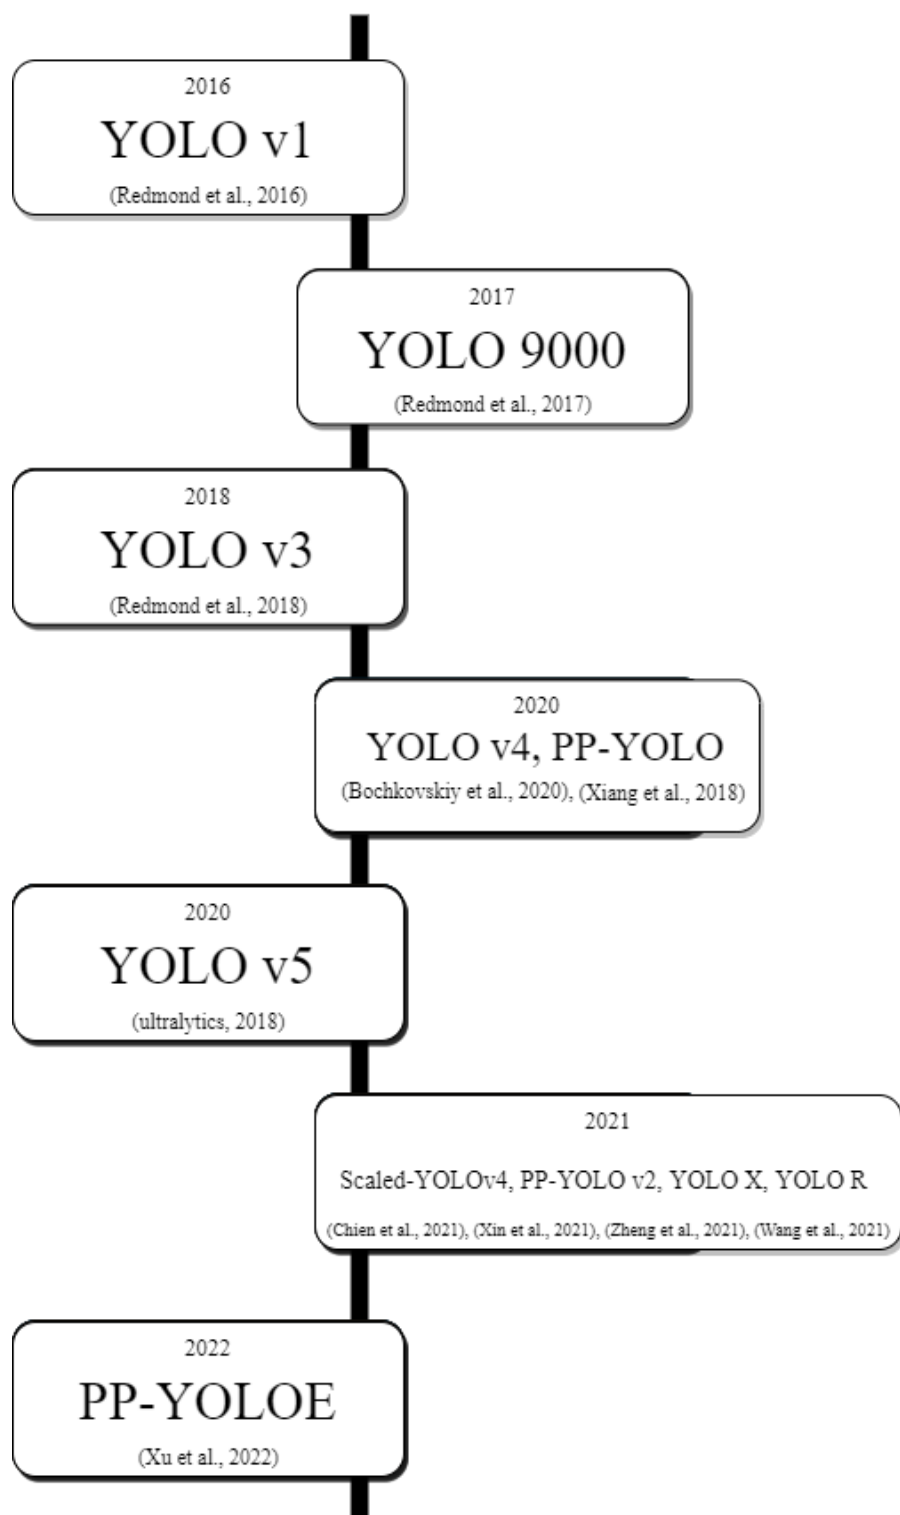 2016
YOLO v1
(Redmond et al., 2016)
2017
YOLO 9000
(Redmond et al., 2017)
2018
YOLO v3
(Redmond et al., 2018)
2020
YOLO v4, PP-YOLO
(Bochkovskiy et al., 2020), (Xiang et al., 2018)
2020
YOLO v5
(ultralytics, 2018)
2021
Scaled-YOLOv4, PP-YOLO v2, YOLO X, YOLO R
(Chien et al., 2021), (Xin et al., 2021), (Zheng et al., 2021), (Wang et al., 2021)
2022
PP-YOLOE
(Xu et al., 2022)